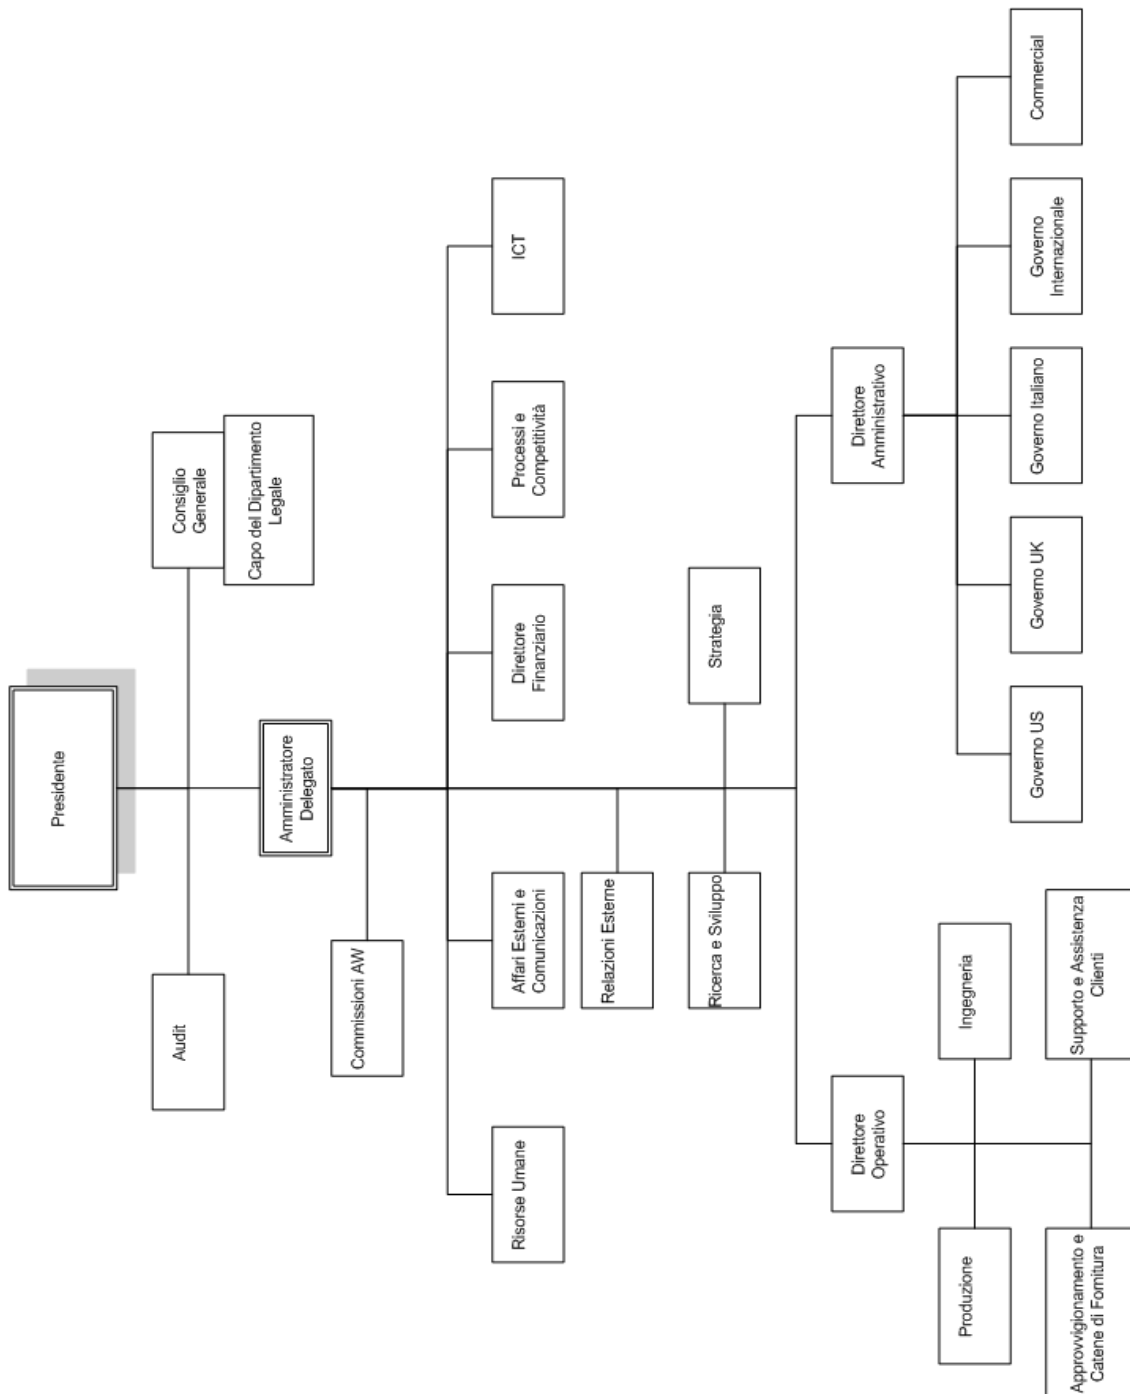 Presidente
Audit
Consiglio
Generale
Capo del Dipartimento
Legale
Amministratore
Delegato
Commissioni AW
Risorse Umane
Affari Esterni e
Comunicazioni
Direttore
Finanziario
Processi e
Competitività
ICT
Relazioni Esterne
Ricerca e Sviluppo
Strategia
Direttore
Operativo
Direttore
Amministrativo
Produzione
Ingegneria
Approvvigionamento e
Catene di Fornitura
Supporto e Assistenza
Clienti
Governo US
Governo UK
Governo Italiano
Governo
Internazionale
Commercial